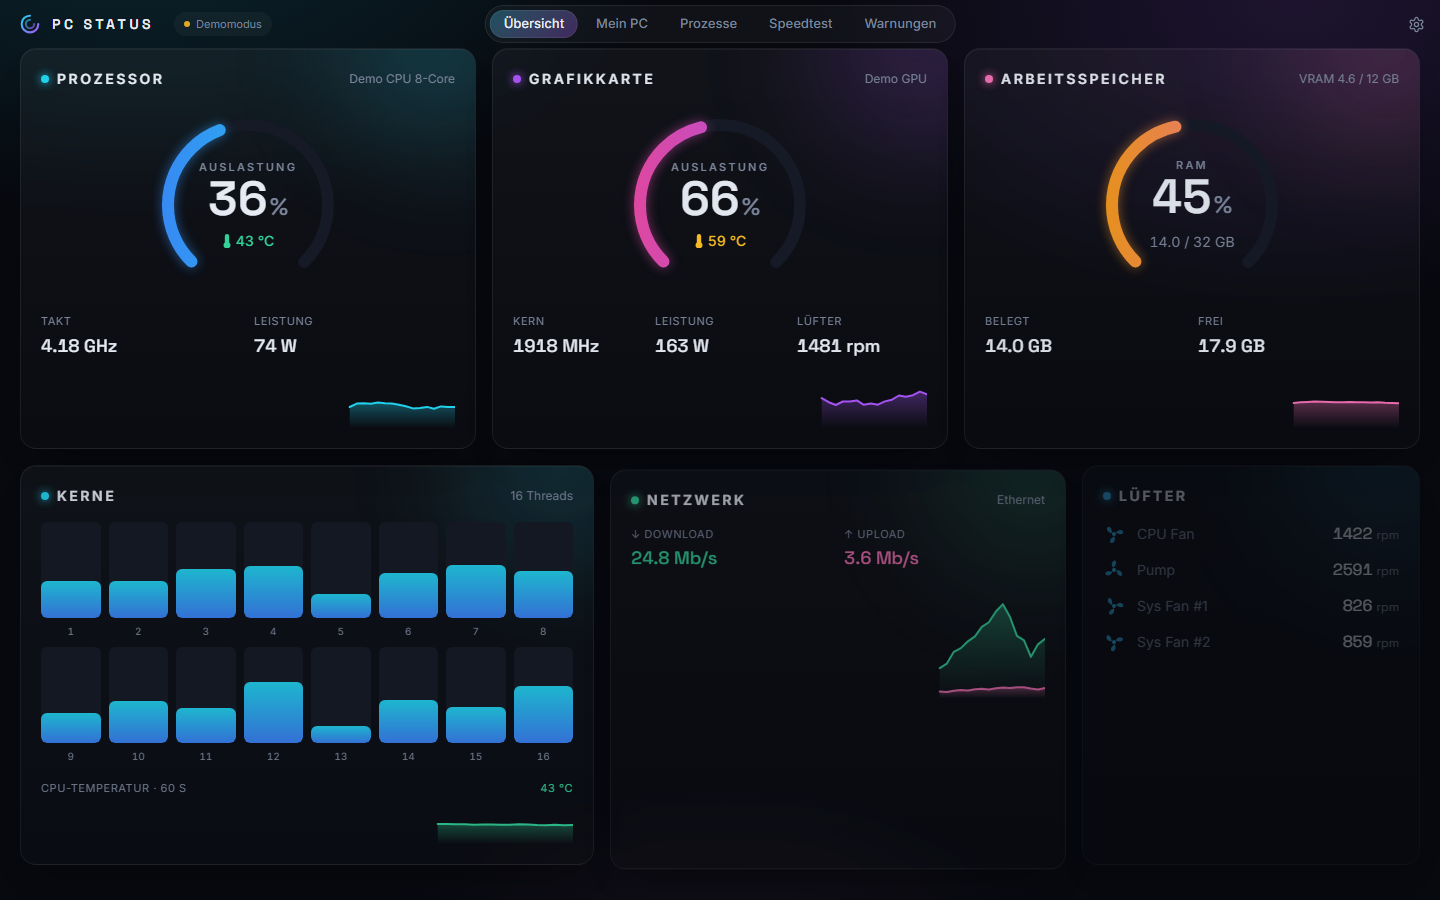 PC STATUS
Demomodus
Übersicht
Mein PC
Prozesse
Speedtest
Warnungen
PROZESSOR
Demo CPU 8-Core
AUSLASTUNG
36%
43 °C
TAKT
LEISTUNG
4.18 GHz
74 W
GRAFIKKARTE
Demo GPU
AUSLASTUNG
66%
59 °C
KERN
LEISTUNG
LÜFTER
1918 MHz
163 W
1481 rpm
ARBEITSSPEICHER
VRAM 4.6 / 12 GB
RAM
45%
14.0 / 32 GB
BELEGT
FREI
14.0 GB
17.9 GB
KERNE
16 Threads
1 2 3 4 5 6 7 8
9 10 11 12 13 14 15 16
CPU-TEMPERATUR · 60 S
43 °C
NETZWERK
Ethernet
↓ DOWNLOAD
↑ UPLOAD
24.8 Mb/s
3.6 Mb/s
LÜFTER
CPU Fan 1422 rpm
Pump 2591 rpm
Sys Fan #1 826 rpm
Sys Fan #2 859 rpm